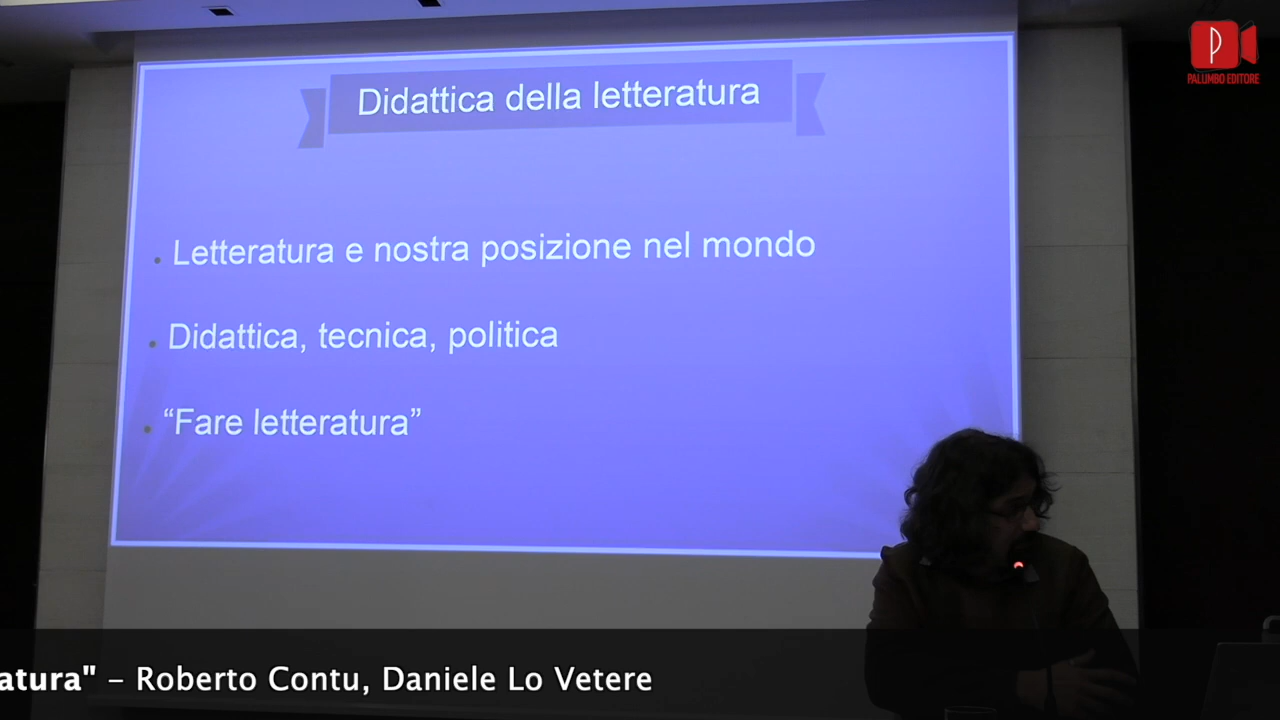 PALUMBO EDITORE
Didattica della letteratura
Letteratura e nostra posizione nel mondo
Didattica, tecnica, politica
“Fare letteratura”
atura" – Roberto Contu, Daniele Lo Vetere